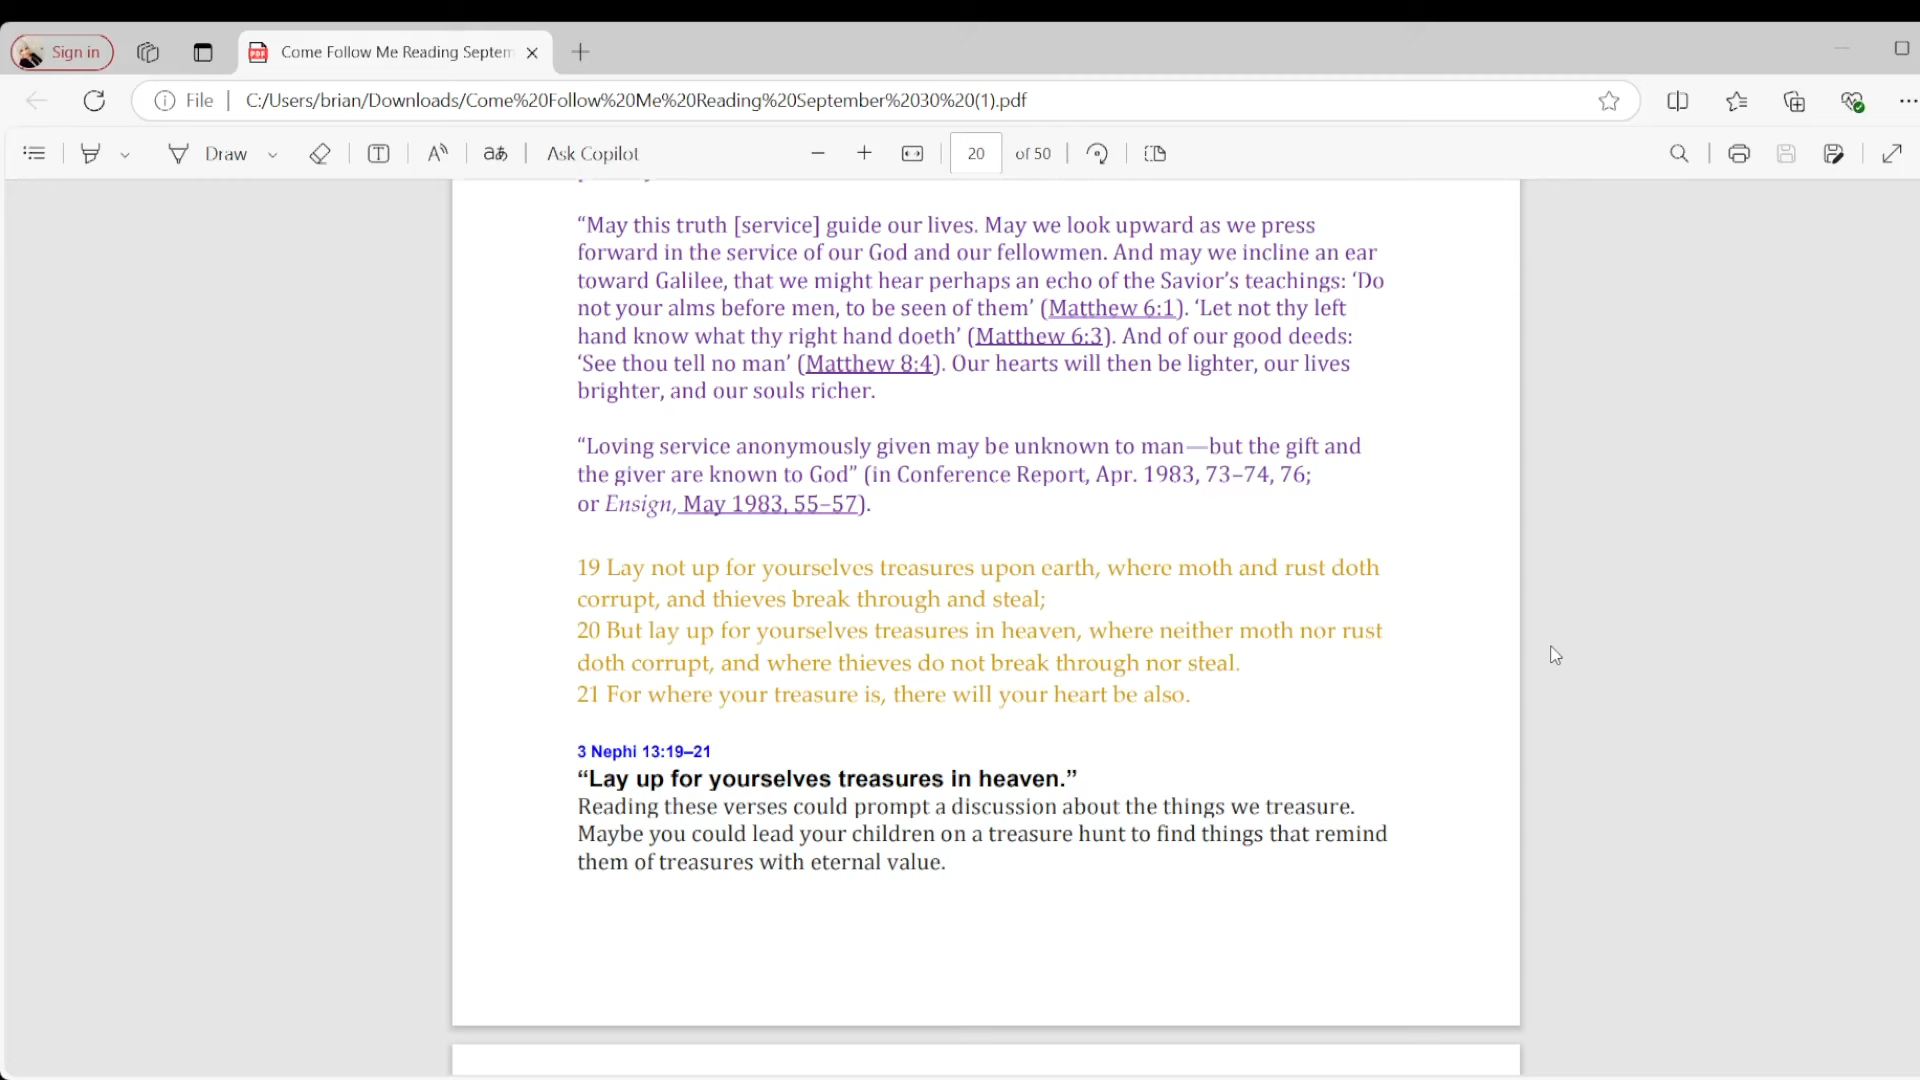 Sign in
Come Follow Me Reading Septem
File
C:/Users/brian/Downloads/Come%20Follow%20Me%20Reading%20September%2030%20(1).pdf
Draw
aあ
Ask Copilot
20
of 50
“May this truth [service] guide our lives. May we look upward as we press
forward in the service of our God and our fellowmen. And may we incline an ear
toward Galilee, that we might hear perhaps an echo of the Savior’s teachings: ‘Do
not your alms before men, to be seen of them’ (Matthew 6:1). ‘Let not thy left
hand know what thy right hand doeth’ (Matthew 6:3). And of our good deeds:
‘See thou tell no man’ (Matthew 8:4). Our hearts will then be lighter, our lives
brighter, and our souls richer.
“Loving service anonymously given may be unknown to man—but the gift and
the giver are known to God” (in Conference Report, Apr. 1983, 73–74, 76;
or Ensign, May 1983, 55–57).
19 Lay not up for yourselves treasures upon earth, where moth and rust doth
corrupt, and thieves break through and steal;
20 But lay up for yourselves treasures in heaven, where neither moth nor rust
doth corrupt, and where thieves do not break through nor steal.
21 For where your treasure is, there will your heart be also.
3 Nephi 13:19–21
“Lay up for yourselves treasures in heaven.”
Reading these verses could prompt a discussion about the things we treasure.
Maybe you could lead your children on a treasure hunt to find things that remind
them of treasures with eternal value.